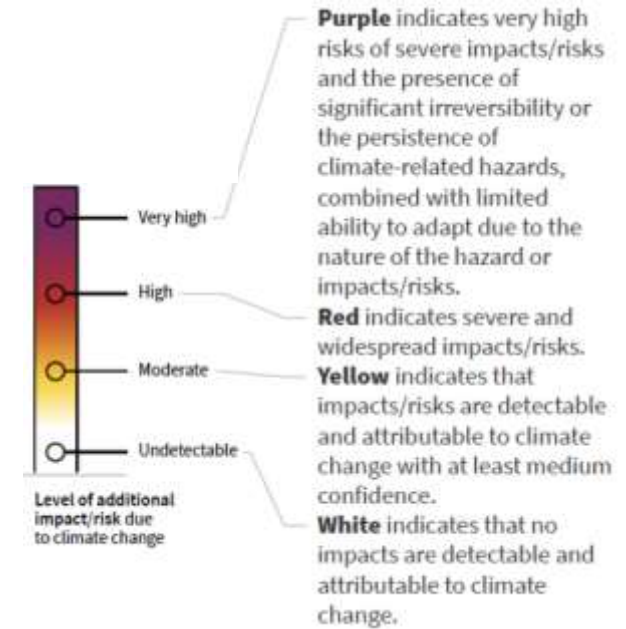 Purple indicates very high
risks of severe impacts/risks
and the presence of
significant irreversibility or
the persistence of
climate-related hazards,
combined with limited
ability to adapt due to the
nature of the hazard or
impacts/risks.
Red indicates severe and
widespread impacts/risks.
Yellow indicates that
impacts/risks are detectable
and attributable to climate
change with at least medium
confidence.
White indicates that no
impacts are detectable and
attributable to climate
change.
Very high
High
Moderate
Undetectable
Level of additional
impact/risk due
to climate change